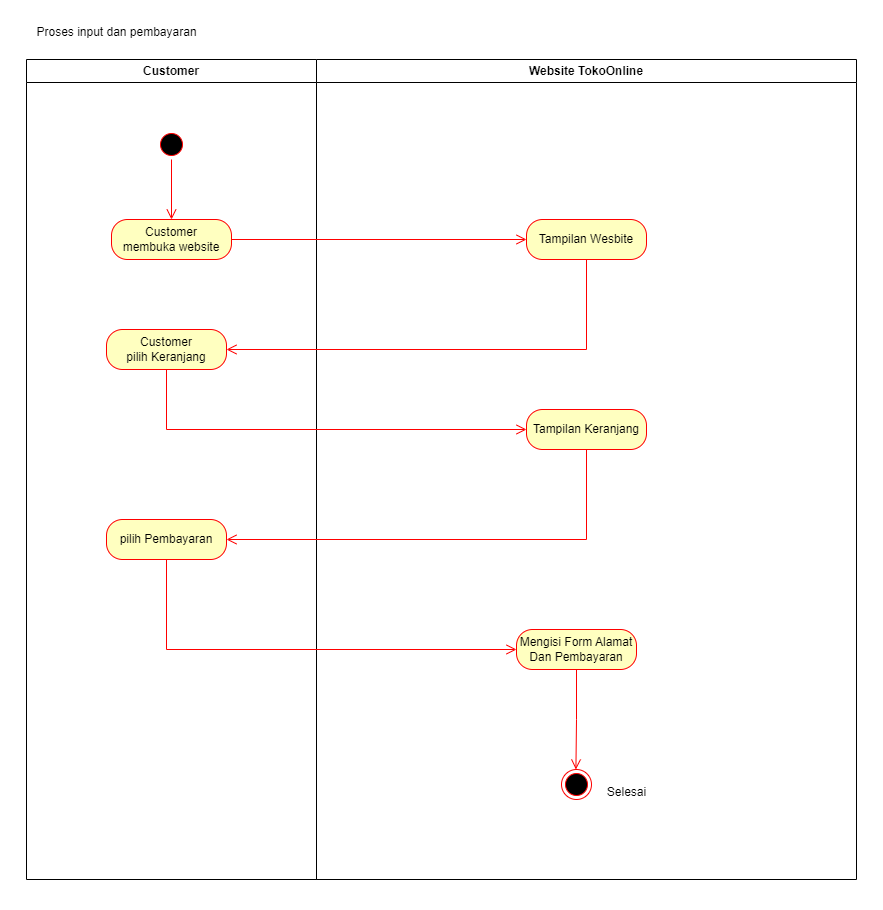 Proses input dan pembayaran
Customer
Website TokoOnline
Customer
membuka website
Tampilan Wesbite
Customer
pilih Keranjang
Tampilan Keranjang
pilih Pembayaran
Mengisi Form Alamat
Dan Pembayaran
Selesai